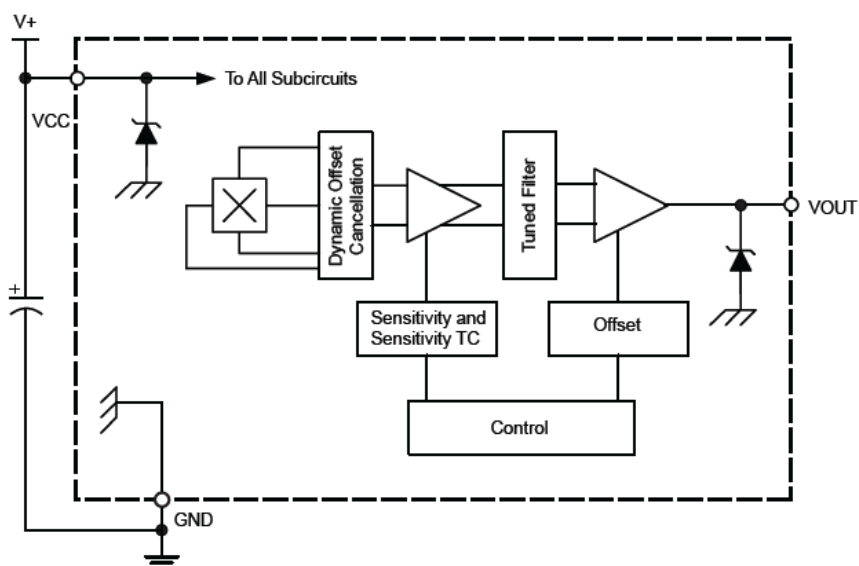 V+
To All Subcircuits
VCC
Dynamic Offset
Cancellation
Tuned Filter
VOUT
+
Sensitivity and
Sensitivity TC
Offset
Control
GND